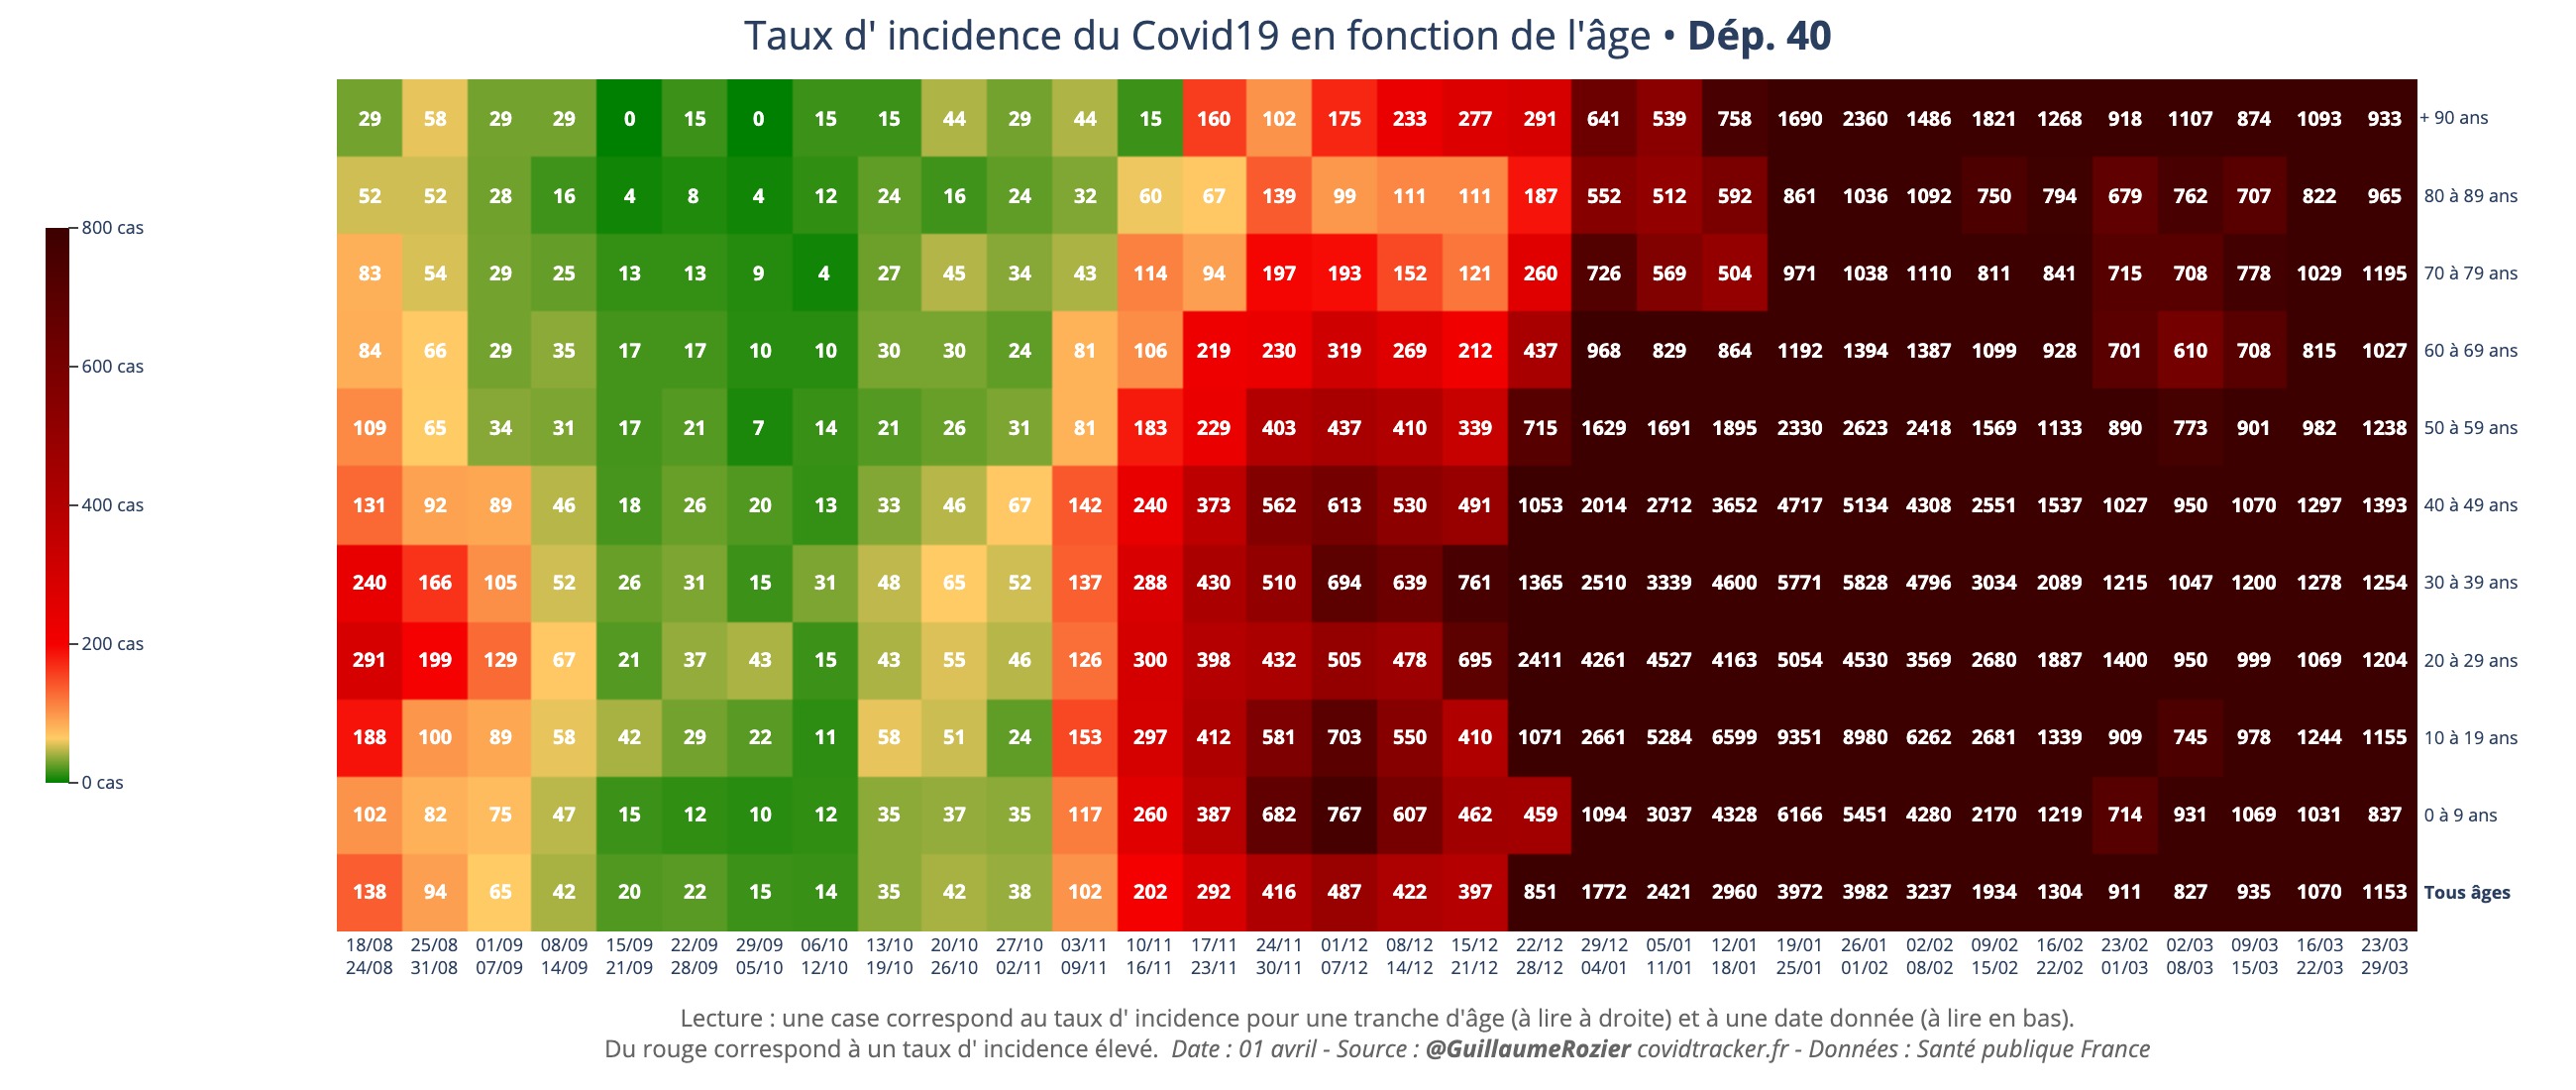 Taux d' incidence du Covid19 en fonction de l'âge • Dép. 40
800 cas
600 cas
400 cas
200 cas
0 cas
29 58 29 29 0 15 0 15 15 44 29 44 15 160 102 175 233 277 291 641 539 758 1690 2360 1486 1821 1268 918 1107 874 1093 933 + 90 ans
52 52 28 16 4 8 4 12 24 16 24 32 60 67 139 99 111 111 187 552 512 592 861 1036 1092 750 794 679 762 707 822 965 80 à 89 ans
83 54 29 25 13 13 9 4 27 45 34 43 114 94 197 193 152 121 260 726 569 504 971 1038 1110 811 841 715 708 778 1029 1195 70 à 79 ans
84 66 29 35 17 17 10 10 30 30 24 81 106 219 230 319 269 212 437 968 829 864 1192 1394 1387 1099 928 701 610 708 815 1027 60 à 69 ans
109 65 34 31 17 21 7 14 21 26 31 81 183 229 403 437 410 339 715 1629 1691 1895 2330 2623 2418 1569 1133 890 773 901 982 1238 50 à 59 ans
131 92 89 46 18 26 20 13 33 46 67 142 240 373 562 613 530 491 1053 2014 2712 3652 4717 5134 4308 2551 1537 1027 950 1070 1297 1393 40 à 49 ans
240 166 105 52 26 31 15 31 48 65 52 137 288 430 510 694 639 761 1365 2510 3339 4600 5771 5828 4796 3034 2089 1215 1047 1200 1278 1254 30 à 39 ans
291 199 129 67 21 37 43 15 43 55 46 126 300 398 432 505 478 695 2411 4261 4527 4163 5054 4530 3569 2680 1887 1400 950 999 1069 1204 20 à 29 ans
188 100 89 58 42 29 22 11 58 51 24 153 297 412 581 703 550 410 1071 2661 5284 6599 9351 8980 6262 2681 1339 909 745 978 1244 1155 10 à 19 ans
102 82 75 47 15 12 10 12 35 37 35 117 260 387 682 767 607 462 459 1094 3037 4328 6166 5451 4280 2170 1219 714 931 1069 1031 837 0 à 9 ans
138 94 65 42 20 22 15 14 35 42 38 102 202 292 416 487 422 397 851 1772 2421 2960 3972 3982 3237 1934 1304 911 827 935 1070 1153 Tous âges
18/08 25/08 01/09 08/09 15/09 22/09 29/09 06/10 13/10 20/10 27/10 03/11 10/11 17/11 24/11 01/12 08/12 15/12 22/12 29/12 05/01 12/01 19/01 26/01 02/02 09/02 16/02 23/02 02/03 09/03 16/03 23/03
24/08 31/08 07/09 14/09 21/09 28/09 05/10 12/10 19/10 26/10 02/11 09/11 16/11 23/11 30/11 07/12 14/12 21/12 28/12 04/01 11/01 18/01 25/01 01/02 08/02 15/02 22/02 01/03 08/03 15/03 22/03 29/03
Lecture : une case correspond au taux d' incidence pour une tranche d'âge (à lire à droite) et à une date donnée (à lire en bas).
Du rouge correspond à un taux d' incidence élevé. Date : 01 avril - Source : @GuillaumeRozier covidtracker.fr - Données : Santé publique France